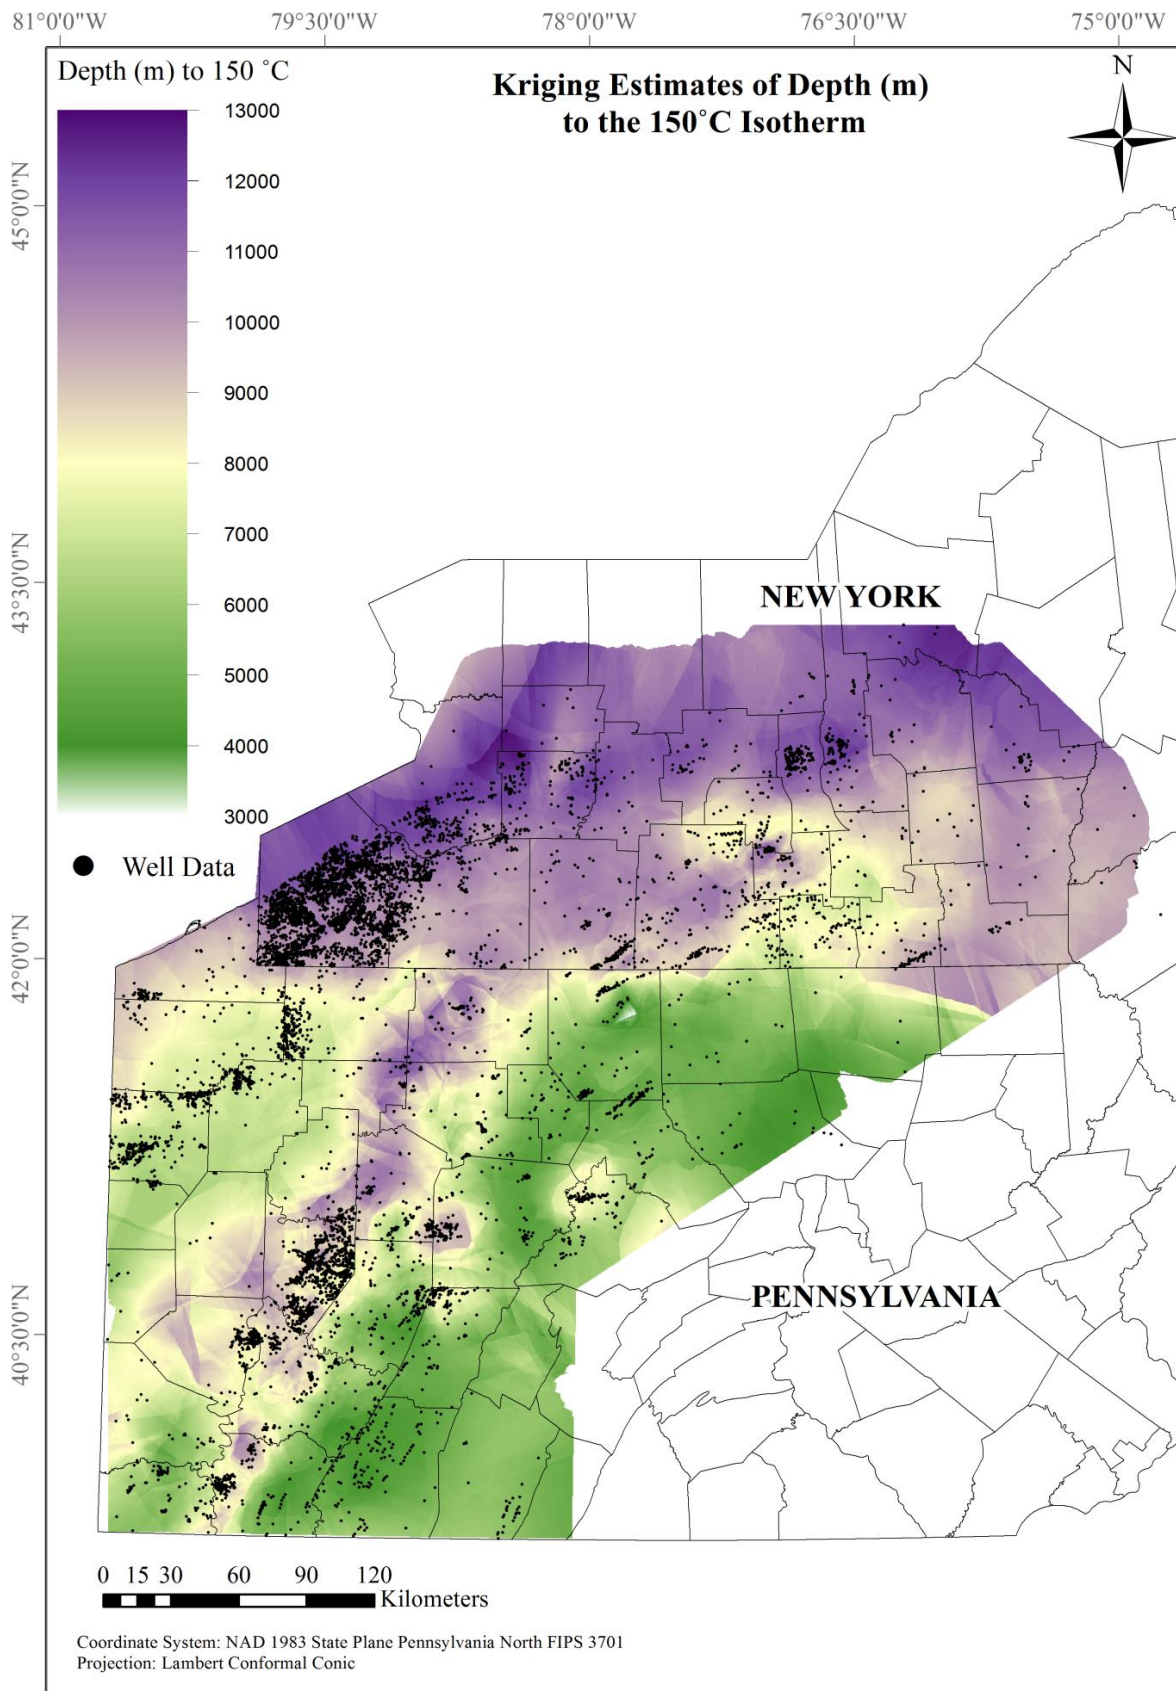 81°0'0"W 79°30'0"W 78°0'0"W 76°30'0"W 75°0'0"W
Depth (m) to 150 ˚C
Kriging Estimates of Depth (m)
to the 150˚C Isotherm
N
13000
12000
11000
10000
9000
8000
7000
6000
5000
4000
3000
Well Data
45°0'0"N
43°30'0"N
42°0'0"N
40°30'0"N
NEW YORK
PENNSYLVANIA
0 15 30 60 90 120
Kilometers
Coordinate System: NAD 1983 State Plane Pennsylvania North FIPS 3701
Projection: Lambert Conformal Conic